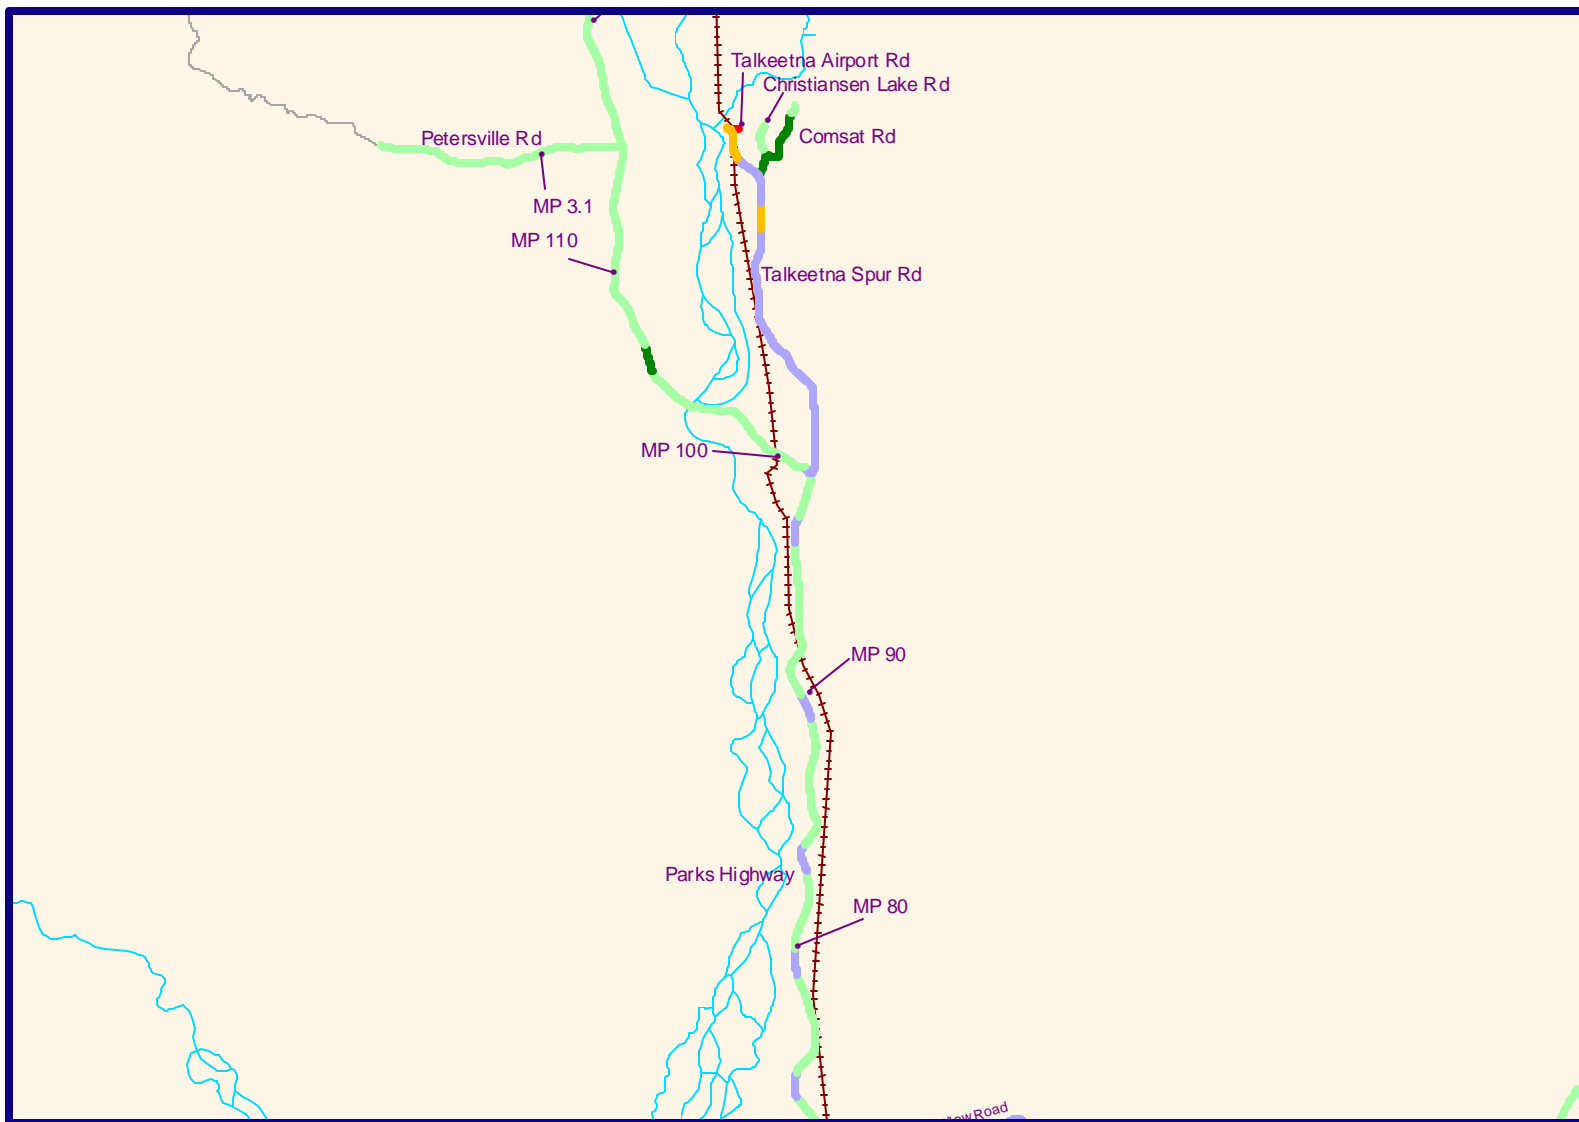 Talkeetna Airport Rd
Christiansen Lake Rd
Petersville Rd
Comsat Rd
MP 3.1
MP 110
Talkeetna Spur Rd
MP 100
MP 90
Parks Highway
MP 80
Road